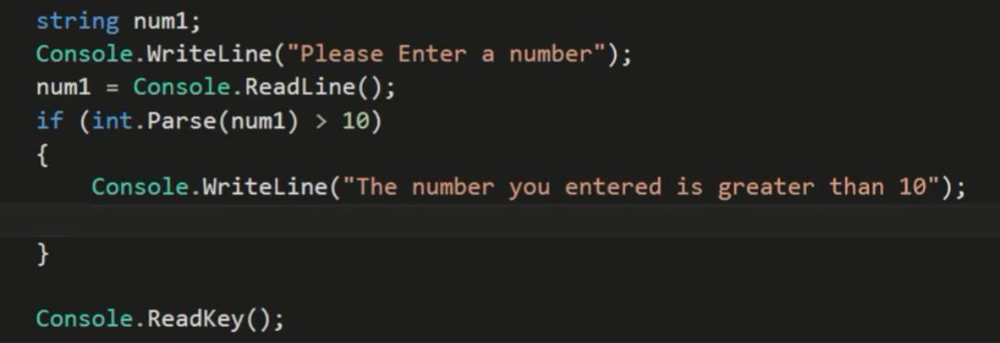 string num1;
Console.WriteLine("Please Enter a number");
num1 = Console.ReadLine();
if (int.Parse(num1) > 10)
{
    Console.WriteLine("The number you entered is greater than 10");
}
Console.ReadKey();